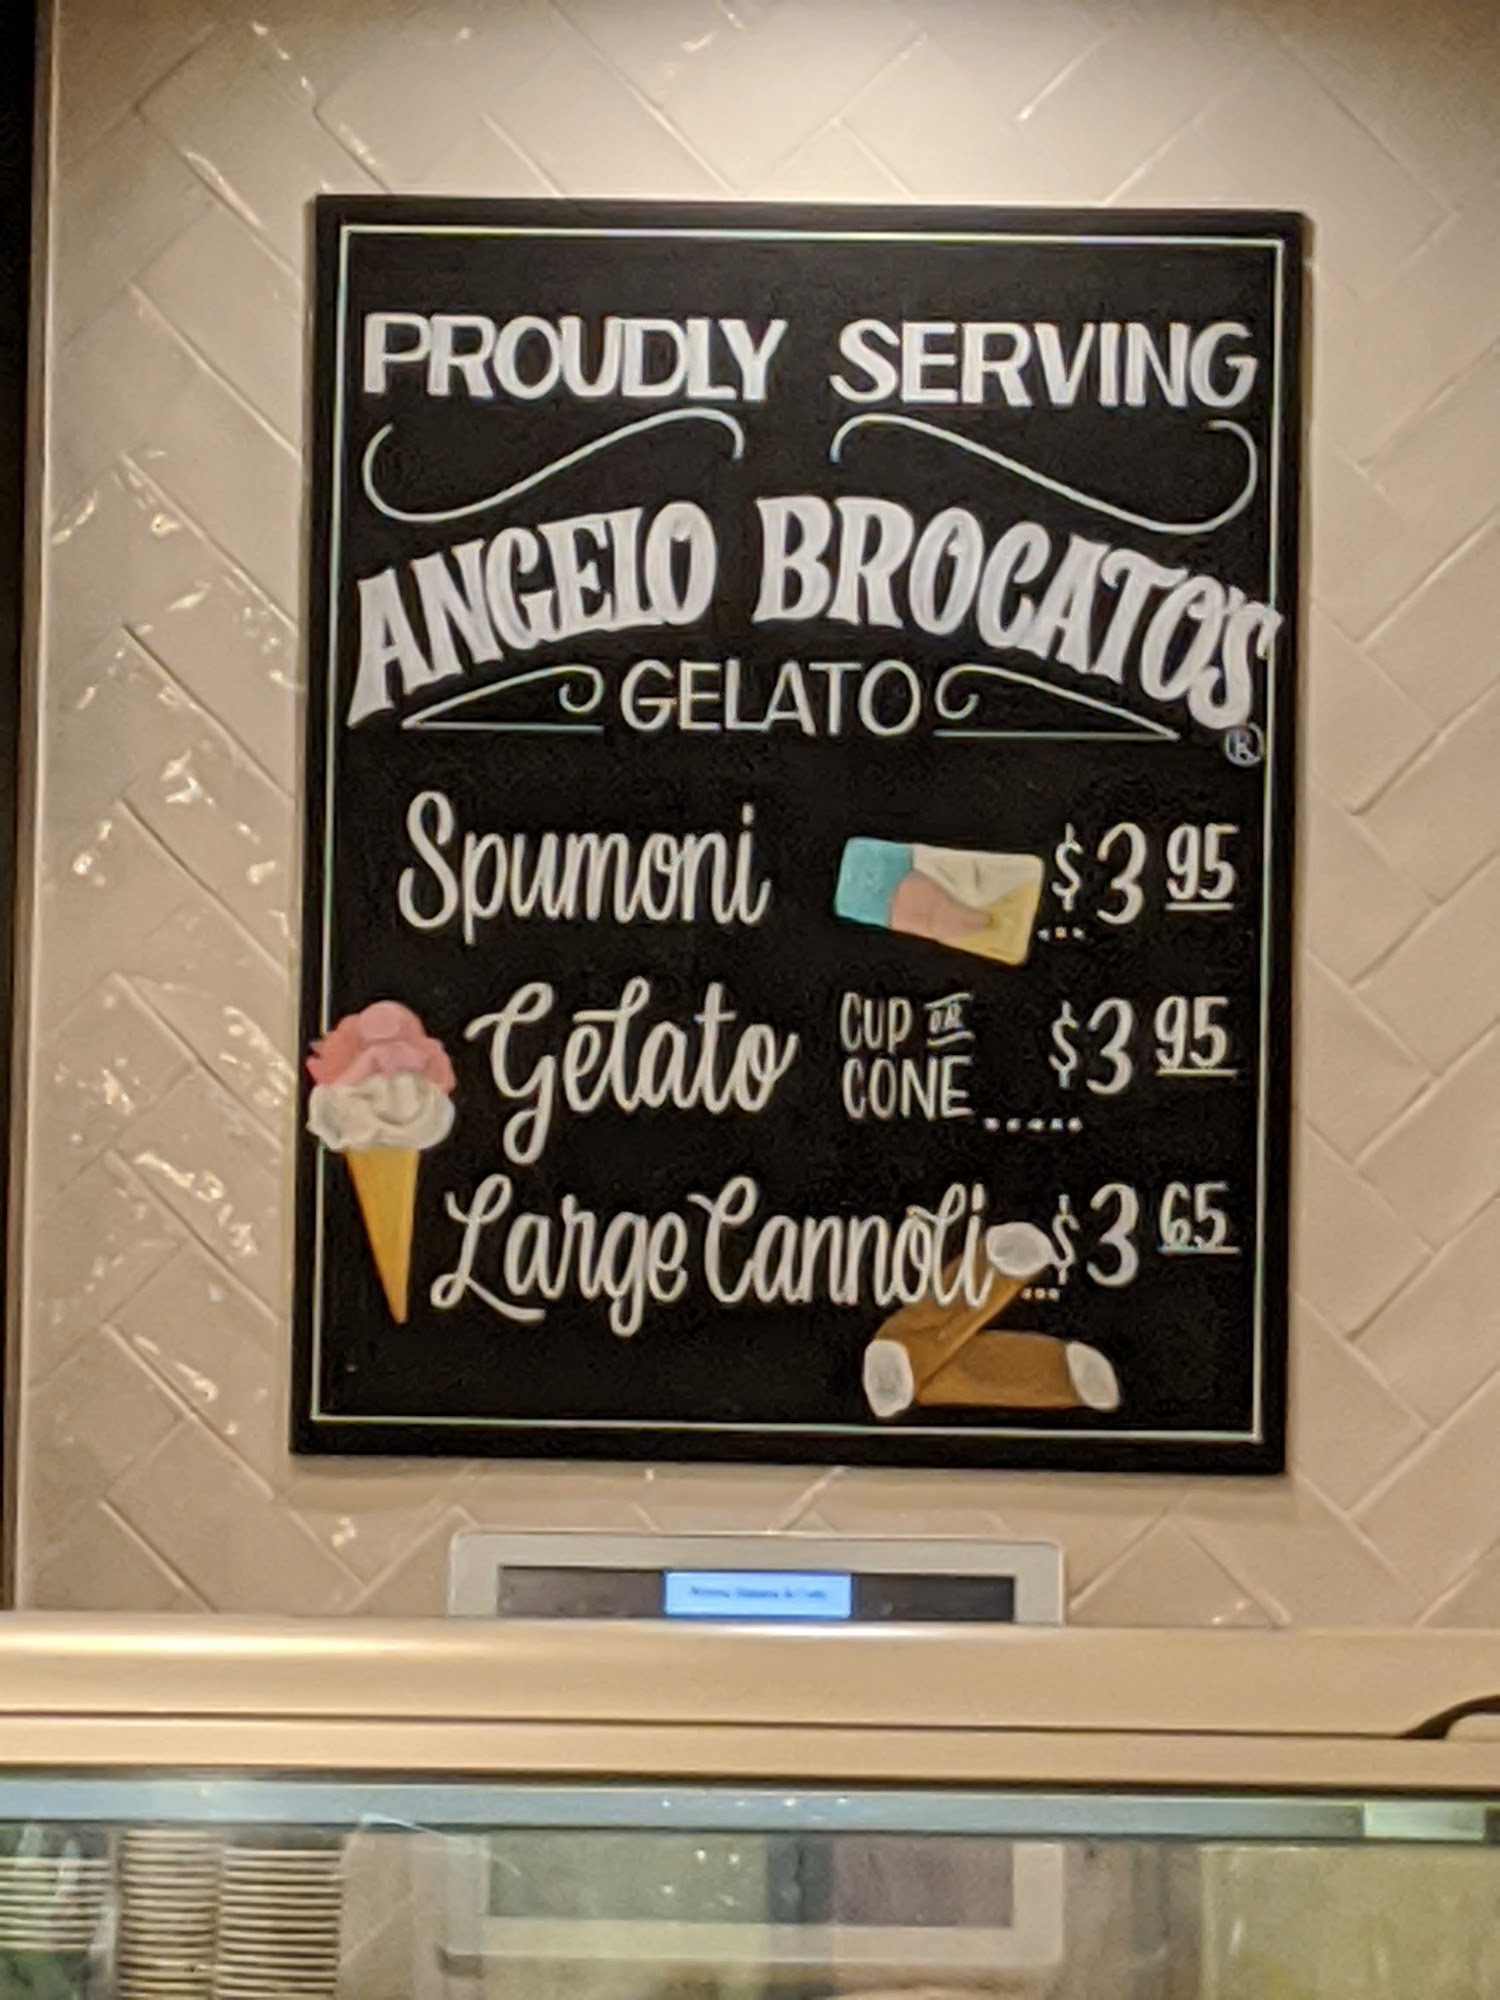 PROUDLY SERVING
ANGELO BROCATO'S
GELATO
®
Spumoni ... $3 95
Gelato CUP OR CONE ..... $3 95
Large Cannoli ... $3 65